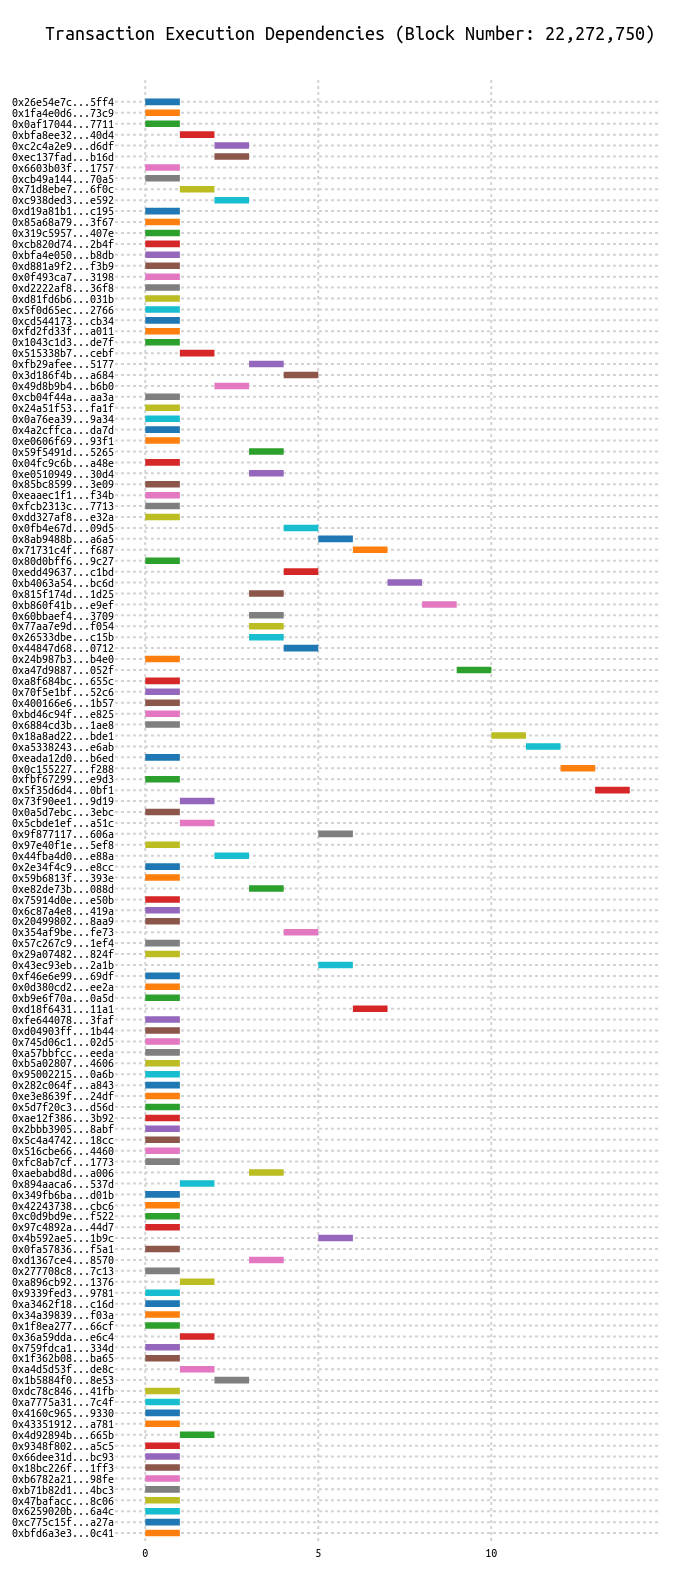 Transaction Execution Dependencies (Block Number: 22,272,750)
0x26e54e7c...5ff4
0x1fa4e0d6...73c9
0x0af17044...7711
0xbfa8ee32...40d4
0xc2c4a2e9...d6df
0xec137fad...b16d
0x6603b03f...1757
0xcb49a144...70a5
0x71d8ebe7...6f0c
0xc938ded3...e592
0xd19a81b1...c195
0x85a68a79...3f67
0x319c5957...407e
0xcb820d74...2b4f
0xbfa4e050...b8db
0xd881a9f2...f3b9
0x0f493ca7...3198
0xd2222af8...36f8
0xd81fd6b6...031b
0x5f0d65ec...2766
0xcd544173...cb34
0xfd2fd33f...a011
0x1043c1d3...de7f
0x515338b7...cebf
0xfb29afee...5177
0x3d186f4b...a684
0x49d8b9b4...b6b0
0xcb04f44a...aa3a
0x24a51f53...fa1f
0x0a76ea39...9a34
0x4a2cffca...da7d
0xe0606f69...93f1
0x59f5491d...5265
0x04fc9c6b...a48e
0xe0510949...30d4
0x85bc8599...3e09
0xeaaec1f1...f34b
0xfcb2313c...7713
0xdd327af8...e32a
0x0fb4e67d...09d5
0x8ab9488b...a6a5
0x71731c4f...f687
0x80d0bff6...9c27
0xedd49637...c1bd
0xb4063a54...bc6d
0x815f174d...1d25
0xb860f41b...e9ef
0x60bbaef4...3709
0x77aa7e9d...f054
0x26533dbe...c15b
0x44847d68...0712
0x24b987b3...b4e0
0xa47d9887...052f
0xa8f684bc...655c
0x70f5e1bf...52c6
0x400166e6...1b57
0xbd46c94f...e825
0x6884cd3b...1ae8
0x18a8ad22...bde1
0xa5338243...e6ab
0xeada12d0...b6ed
0x0c155227...f288
0xfbf67299...e9d3
0x5f35d6d4...0bf1
0x73f90ee1...9d19
0x0a5d7ebc...3ebc
0x5cbde1ef...a51c
0x9f877117...606a
0x97e40f1e...5ef8
0x44fba4d0...e88a
0x2e34f4c9...e8cc
0x59b6813f...393e
0xe82de73b...088d
0x75914d0e...e50b
0x6c87a4e8...419a
0x20499802...8aa9
0x354af9be...fe73
0x57c267c9...1ef4
0x29a07482...824f
0x43ec93eb...2a1b
0xf46e6e99...69df
0x0d380cd2...ee2a
0xb9e6f70a...0a5d
0xd18f6431...11a1
0xfe644078...3faf
0xd04903ff...1b44
0x745d06c1...02d5
0xa57bbfcc...eeda
0xb5a02807...4606
0x95002215...0a6b
0x282c064f...a843
0xe3e8639f...24df
0x5d7f20c3...d56d
0xae12f386...3b92
0x2bbb3905...8abf
0x5c4a4742...18cc
0x516cbe66...4460
0xfc8ab7cf...1773
0xaebabd8d...a006
0x894aaca6...537d
0x349fb6ba...d01b
0x42243738...cbc6
0xc0d9bd9e...f522
0x97c4892a...44d7
0x4b592ae5...1b9c
0x0fa57836...f5a1
0xd1367ce4...8570
0x277708c8...7c13
0xa896cb92...1376
0x9339fed3...9781
0xa3462f18...c16d
0x34a39839...f03a
0x1f8ea277...66cf
0x36a59dda...e6c4
0x759fdca1...334d
0x1f362b08...ba65
0xa4d5d53f...de8c
0x1b5884f0...8e53
0xdc78c846...41fb
0xa7775a31...7c4f
0x4160c965...9330
0x43351912...a781
0x4d92894b...665b
0x9348f802...a5c5
0x66dee31d...bc93
0x18bc226f...1ff3
0xb6782a21...98fe
0xb71b82d1...4bc3
0x47bafacc...8c06
0x6259020b...6a4c
0xc775c15f...a27a
0xbfd6a3e3...0c41
0 5 10